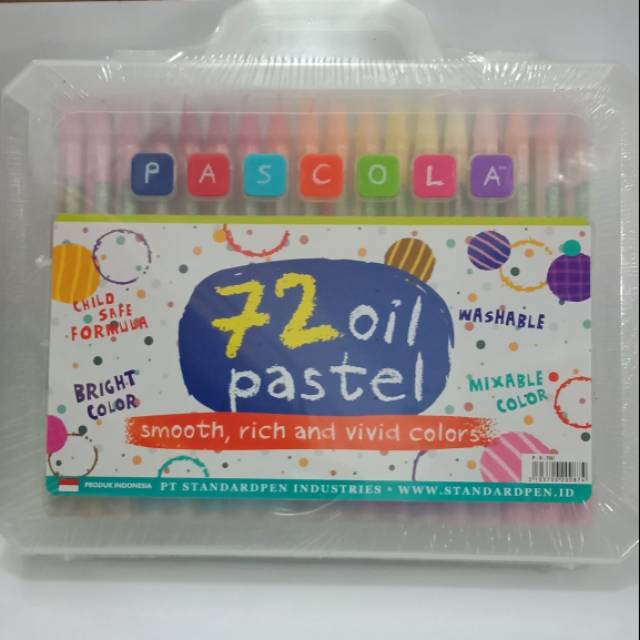 PASCOLA™
72 oil
pastel
smooth, rich and vivid colors
CHILD
SAFE
FORMULA
BRIGHT
COLOR
WASHABLE
MIXABLE
COLOR
PRODUK INDONESIA PT STANDARDPEN INDUSTRIES • WWW.STANDARDPEN.ID